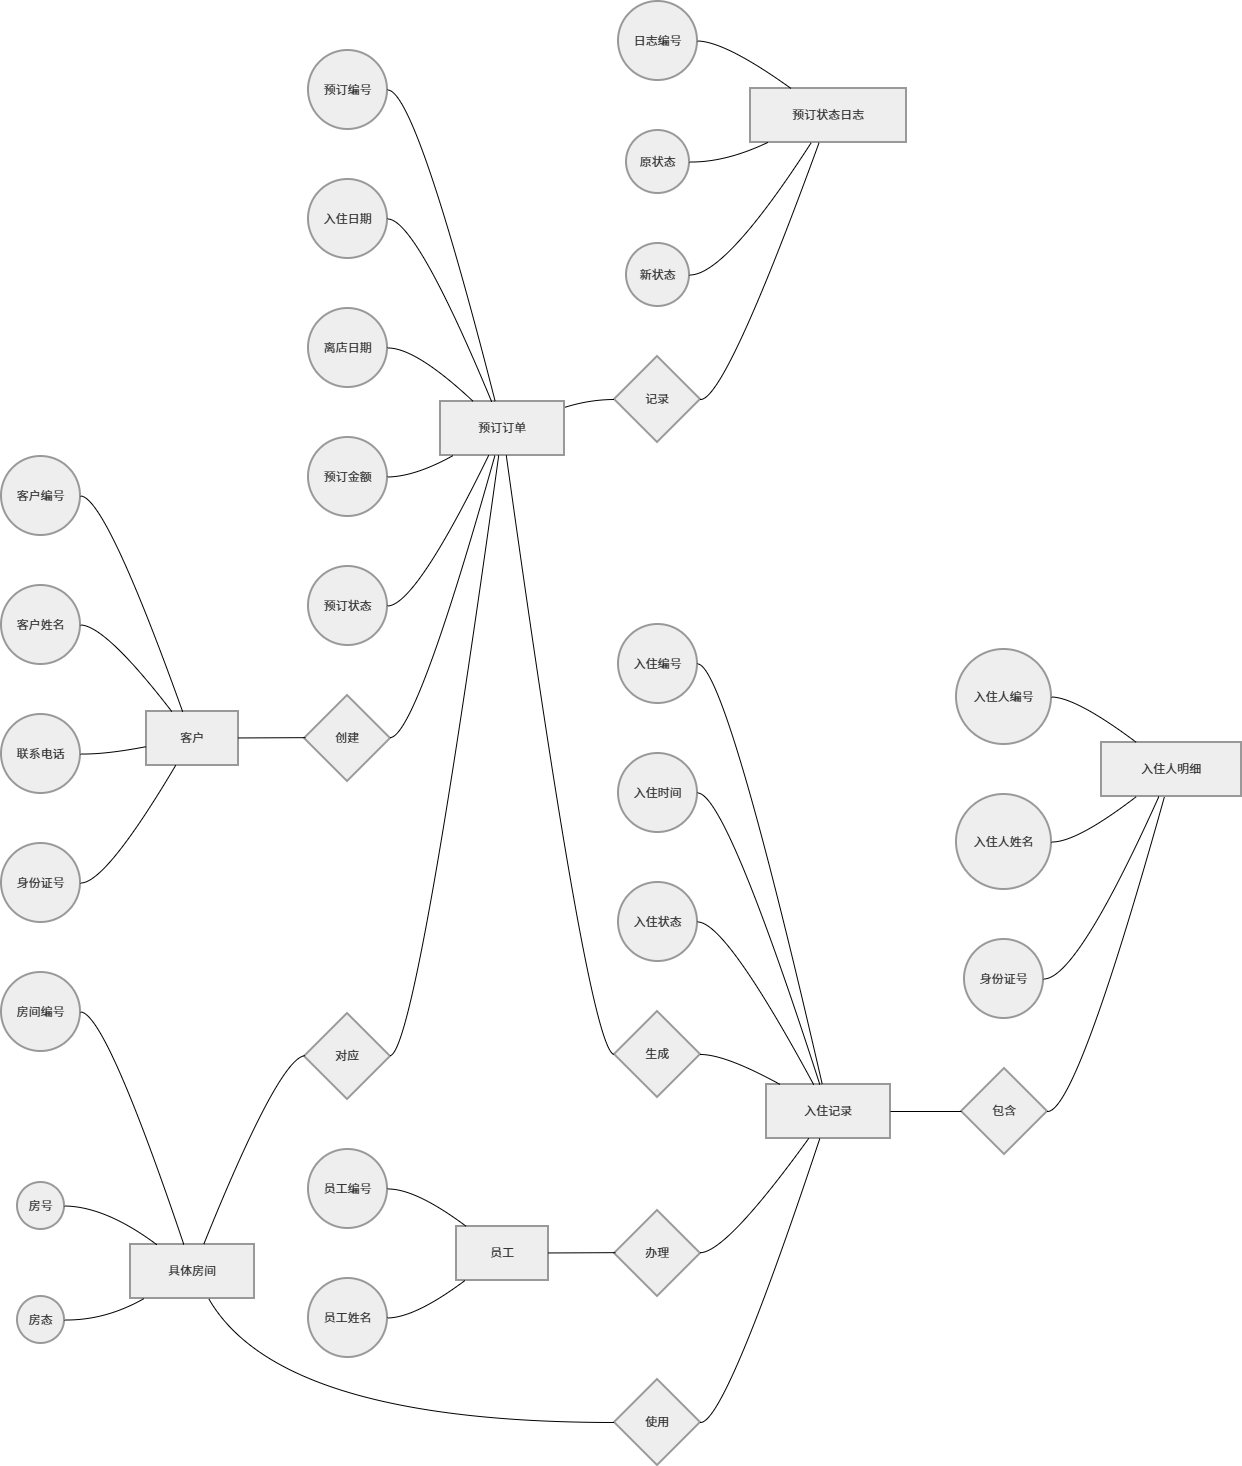 日志编号
预订状态日志
预订编号
原状态
入住日期
新状态
离店日期
记录
预订订单
预订金额
客户编号
预订状态
客户姓名
入住编号
入住人编号
客户
创建
联系电话
入住人明细
入住时间
入住人姓名
身份证号
入住状态
身份证号
房间编号
对应
生成
入住记录
包含
员工编号
房号
员工
办理
具体房间
房态
员工姓名
使用